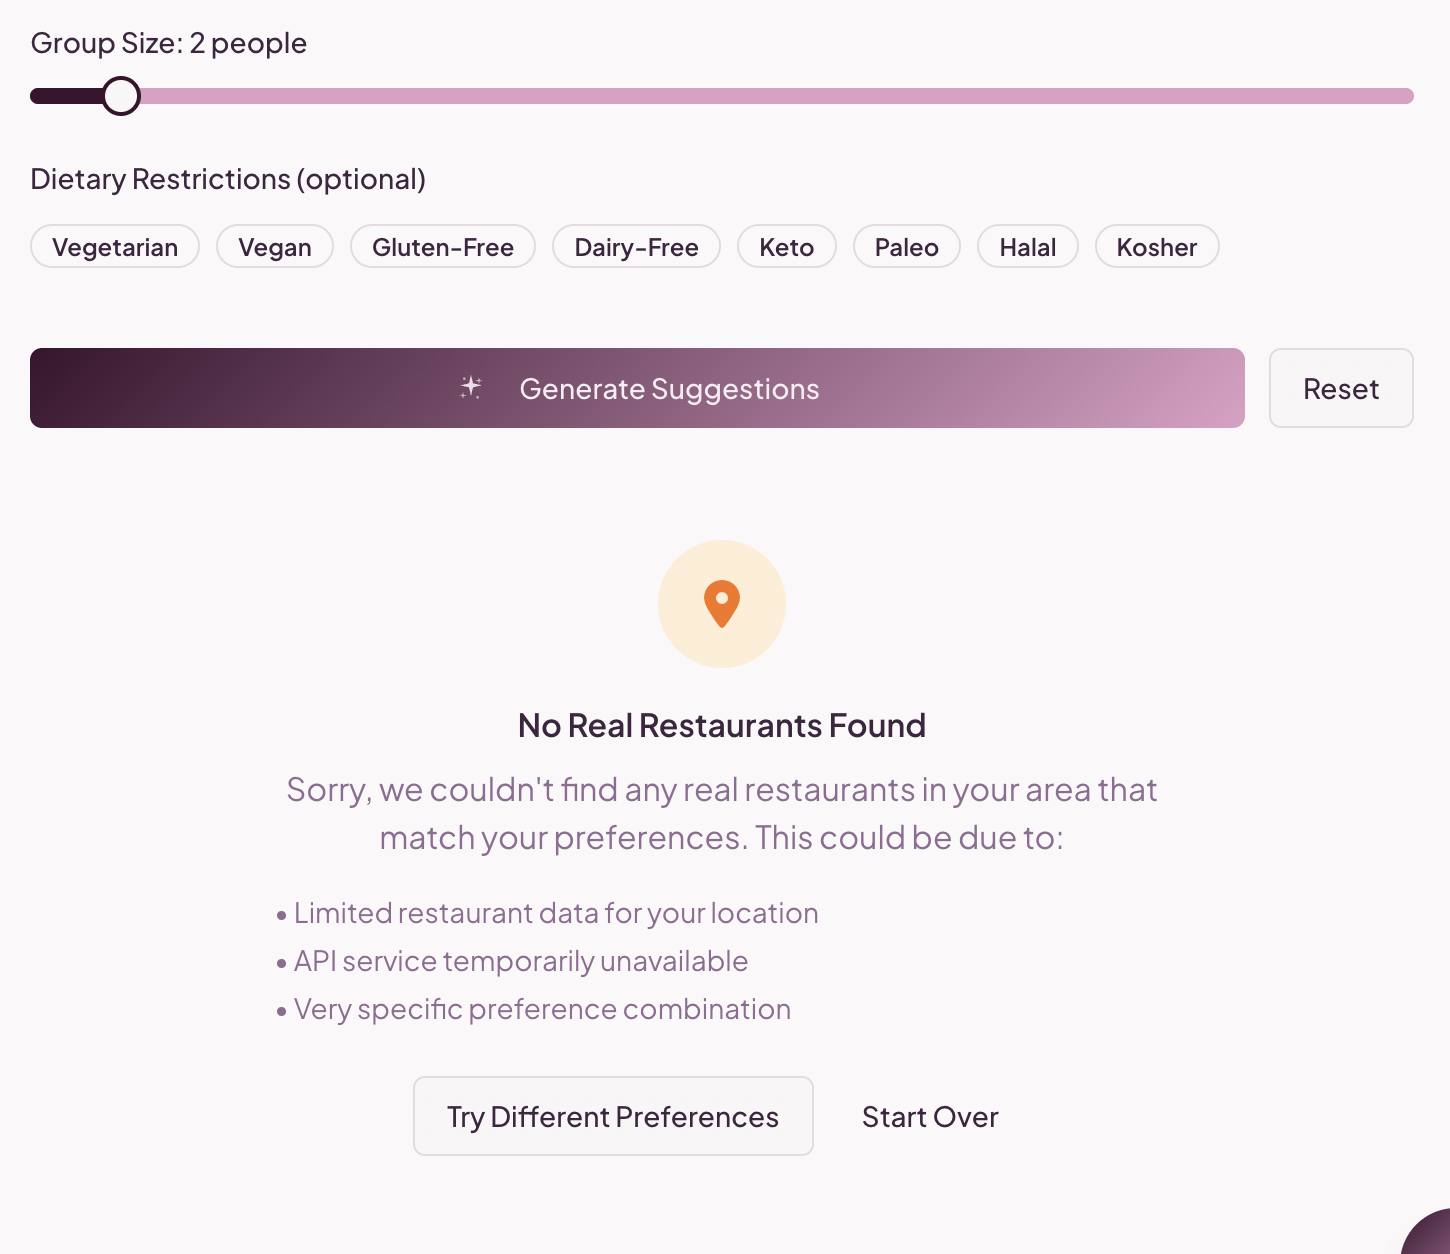 Group Size: 2 people
Dietary Restrictions (optional)
Vegetarian Vegan Gluten-Free Dairy-Free Keto Paleo Halal Kosher
Generate Suggestions Reset
No Real Restaurants Found
Sorry, we couldn't find any real restaurants in your area that
match your preferences. This could be due to:
• Limited restaurant data for your location
• API service temporarily unavailable
• Very specific preference combination
Try Different Preferences Start Over